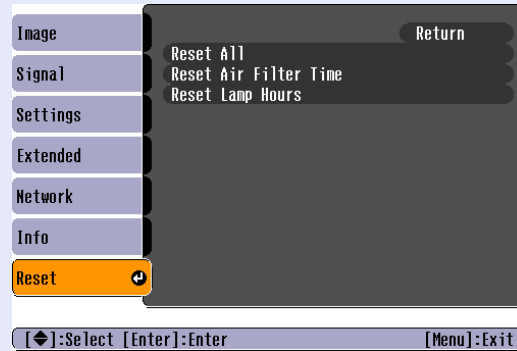 Image
Signal
Settings
Extended
Network
Info
Reset
Return
Reset All
Reset Air Filter Time
Reset Lamp Hours
[◆]:Select [Enter]:Enter [Menu]:Exit